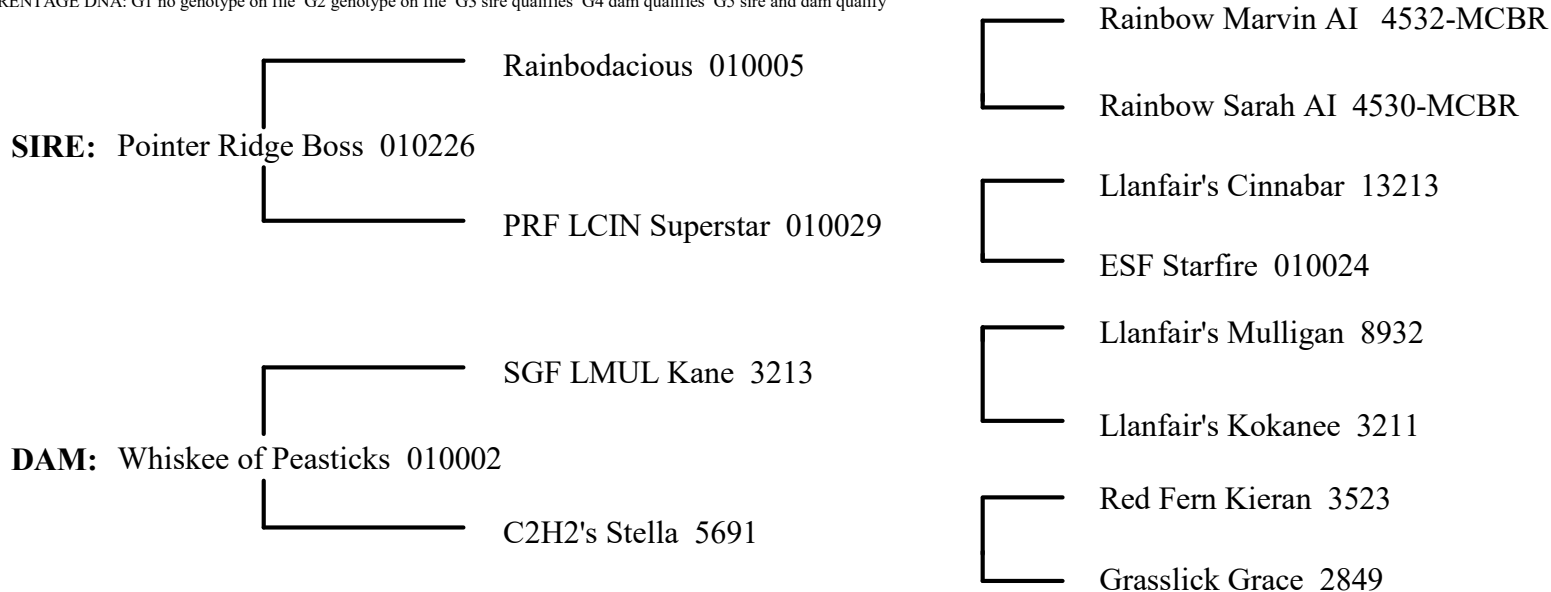 PARENTAGE DNA: G1 no genotype on file G2 genotype on file G3 sire qualifies G4 dam qualifies G5 sire and dam qualify
Rainbow Marvin AI 4532-MCBR
Rainbodacious 010005
Rainbow Sarah AI 4530-MCBR
SIRE: Pointer Ridge Boss 010226
Llanfair's Cinnabar 13213
PRF LCIN Superstar 010029
ESF Starfire 010024
Llanfair's Mulligan 8932
SGF LMUL Kane 3213
Llanfair's Kokanee 3211
DAM: Whiskee of Peasticks 010002
Red Fern Kieran 3523
C2H2's Stella 5691
Grasslick Grace 2849